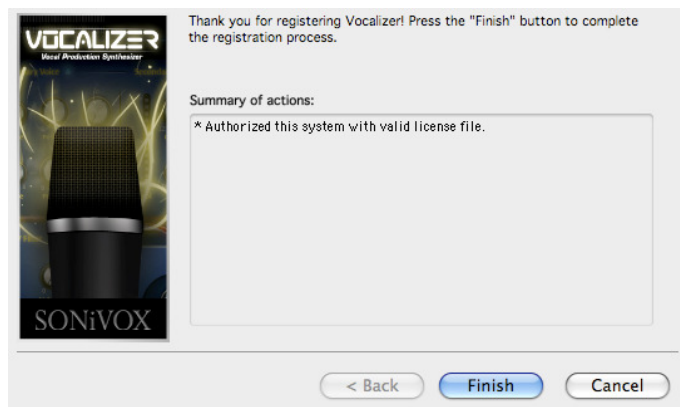 VOCALIZER
Vocal Production Synthesizer
SONiVOX
Thank you for registering Vocalizer! Press the "Finish" button to complete
the registration process.
Summary of actions:
* Authorized this system with valid license file.
< Back
Finish
Cancel